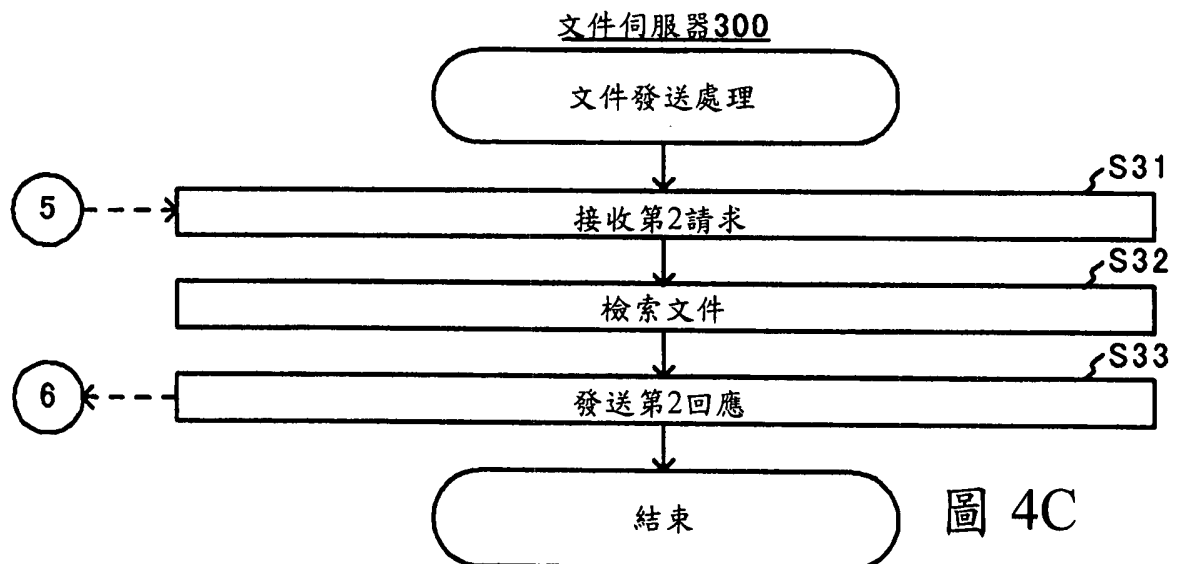 文件伺服器300
文件發送處理
S31
5
接收第2請求
S32
檢索文件
S33
6
發送第2回應
結束
圖 4C